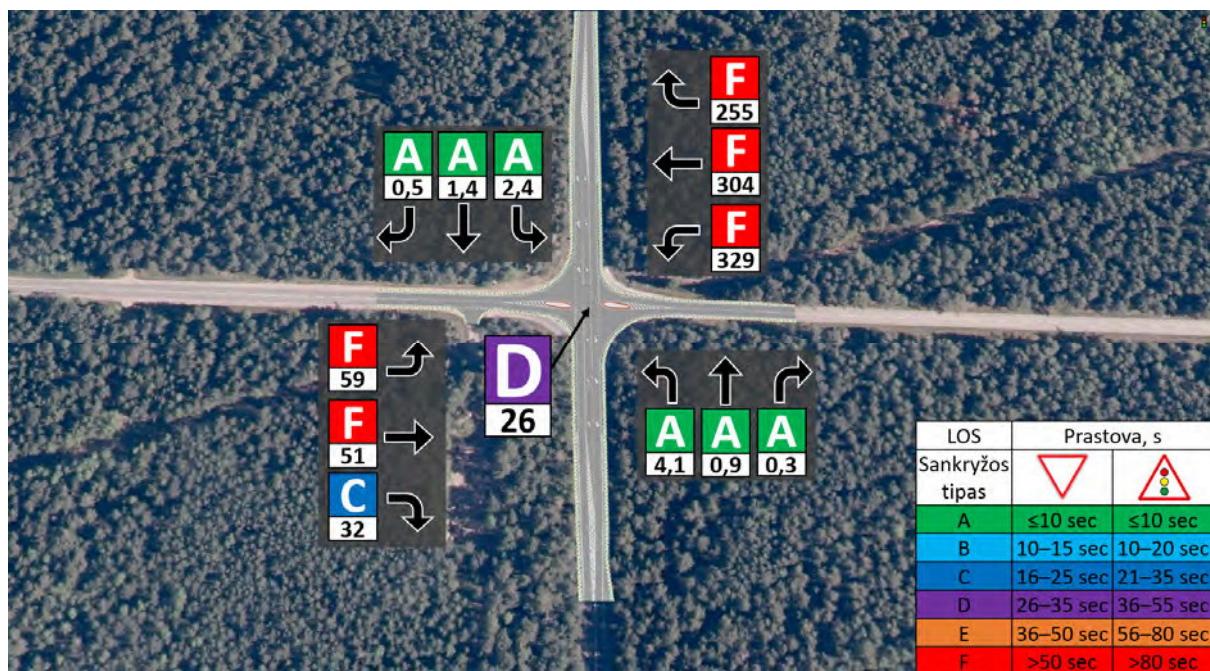 F
255
F
304
F
329
A A A
0,5 1,4 2,4
F
59
F
51
C
32
D
26
A A A
4,1 0,9 0,3
LOS Prastova, s
Sankryžos
tipas
A ≤10 sec ≤10 sec
B 10–15 sec 10–20 sec
C 16–25 sec 21–35 sec
D 26–35 sec 36–55 sec
E 36–50 sec 56–80 sec
F >50 sec >80 sec